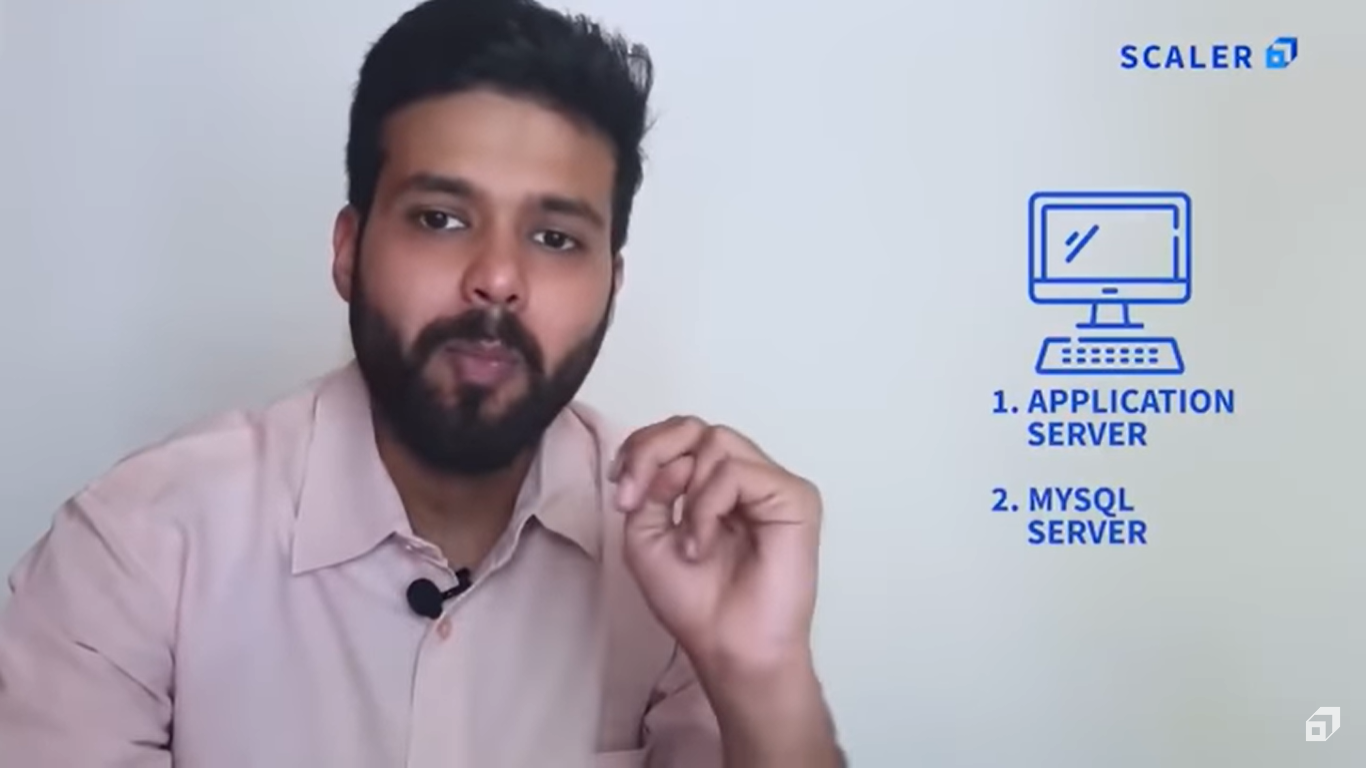 SCALER
1. APPLICATION
SERVER
2. MYSQL
SERVER